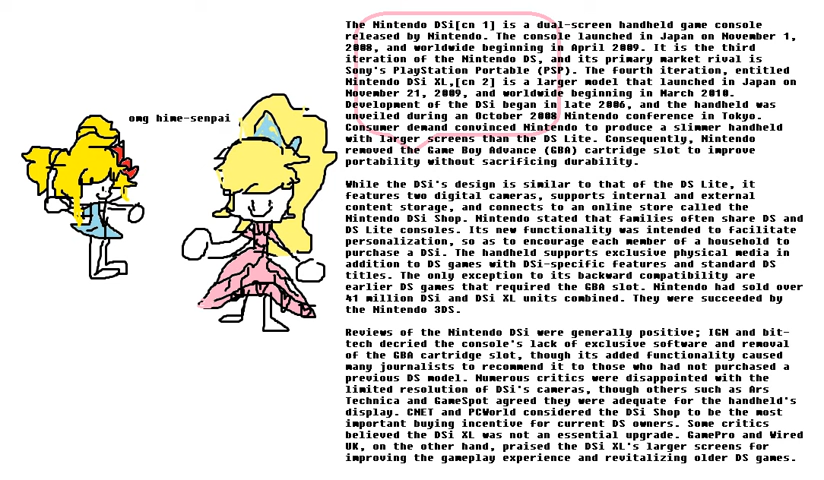 omg hime-senpai
The Nintendo DSi[cn 1] is a dual-screen handheld game console
released by Nintendo. The console launched in Japan on November 1,
2008, and worldwide beginning in April 2009. It is the third
iteration of the Nintendo DS, and its primary market rival is
Sony's PlayStation Portable (PSP). The fourth iteration, entitled
Nintendo DSi XL,[cn 2] is a larger model that launched in Japan on
November 21, 2009, and worldwide beginning in March 2010.
Development of the DSi began in late 2006, and the handheld was
unveiled during an October 2008 Nintendo conference in Tokyo.
Consumer demand convinced Nintendo to produce a slimmer handheld
with larger screens than the DS Lite. Consequently, Nintendo
removed the Game Boy Advance (GBA) cartridge slot to improve
portability without sacrificing durability.

While the DSi's design is similar to that of the DS Lite, it
features two digital cameras, supports internal and external
content storage, and connects to an online store called the
Nintendo DSi Shop. Nintendo stated that families often share DS and
DS Lite consoles. Its new functionality was intended to facilitate
personalization, so as to encourage each member of a household to
purchase a DSi. The handheld supports exclusive physical media in
addition to DS games with DSi-specific features and standard DS
titles. The only exception to its backward compatibility are
earlier DS games that required the GBA slot. Nintendo had sold over
41 million DSi and DSi XL units combined. They were succeeded by
the Nintendo 3DS.

Reviews of the Nintendo DSi were generally positive; IGN and bit-
tech decried the console's lack of exclusive software and removal
of the GBA cartridge slot, though its added functionality caused
many journalists to recommend it to those who had not purchased a
previous DS model. Numerous critics were disappointed with the
limited resolution of DSi's cameras, though others such as Ars
Technica and GameSpot agreed they were adequate for the handheld's
display. CNET and PCWorld considered the DSi Shop to be the most
important buying incentive for current DS owners. Some critics
believed the DSi XL was not an essential upgrade. GamePro and Wired
UK, on the other hand, praised the DSi XL's larger screens for
improving the gameplay experience and revitalizing older DS games.